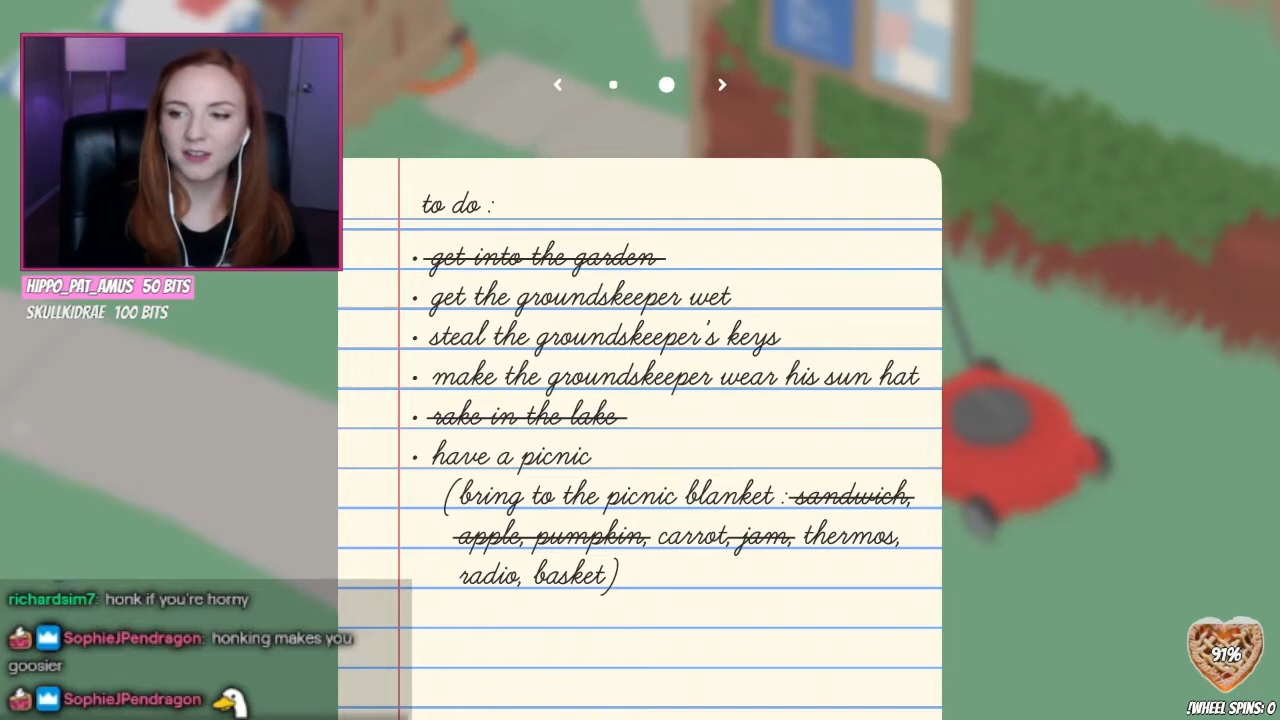 HIPPO_PAT_AMUS 50 BITS
SKULLKIDRAE 100 BITS
to do :
• get into the garden
• get the groundskeeper wet
• steal the groundskeeper's keys
• make the groundskeeper wear his sun hat
• rake in the lake
• have a picnic
(bring to the picnic blanket : sandwich,
apple, pumpkin, carrot, jam, thermos,
radio, basket)
richardsim7: honk if you're horny
SophieJPendragon: honking makes you
goosier
SophieJPendragon
91%
!WHEEL SPINS: 0